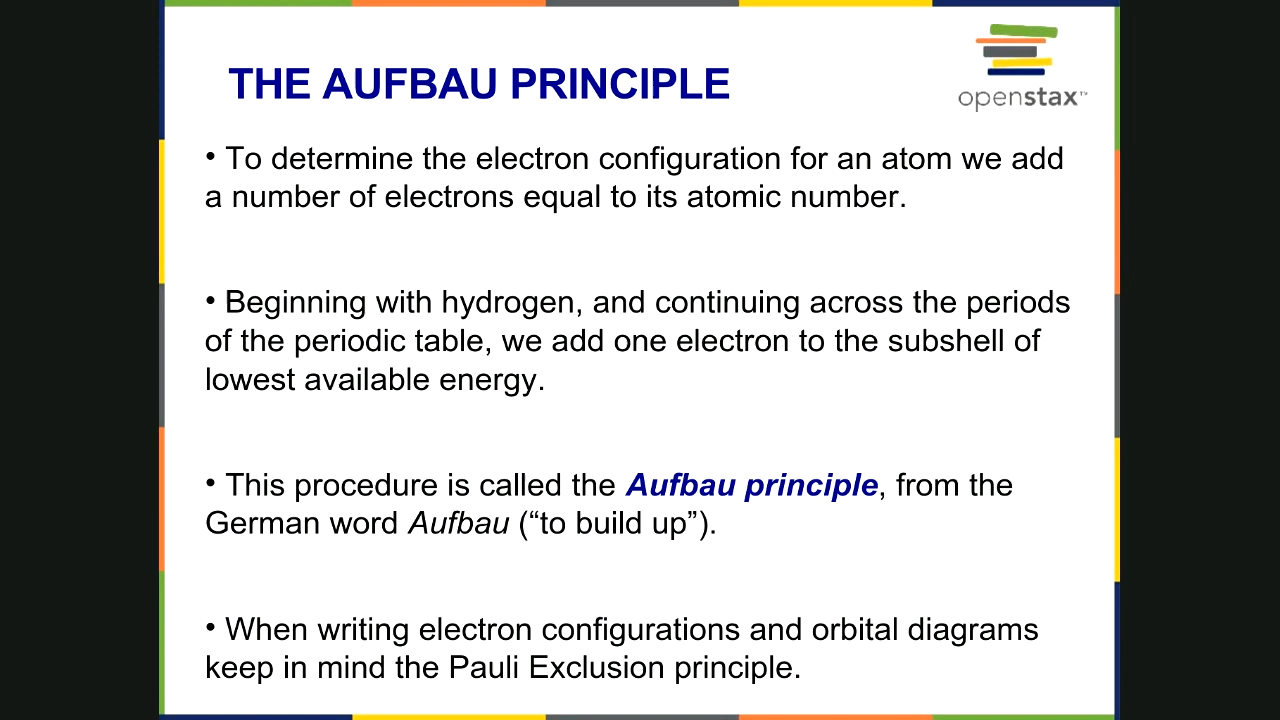 THE AUFBAU PRINCIPLE
openstax™
• To determine the electron configuration for an atom we add
a number of electrons equal to its atomic number.
• Beginning with hydrogen, and continuing across the periods
of the periodic table, we add one electron to the subshell of
lowest available energy.
• This procedure is called the Aufbau principle, from the
German word Aufbau (“to build up”).
• When writing electron configurations and orbital diagrams
keep in mind the Pauli Exclusion principle.